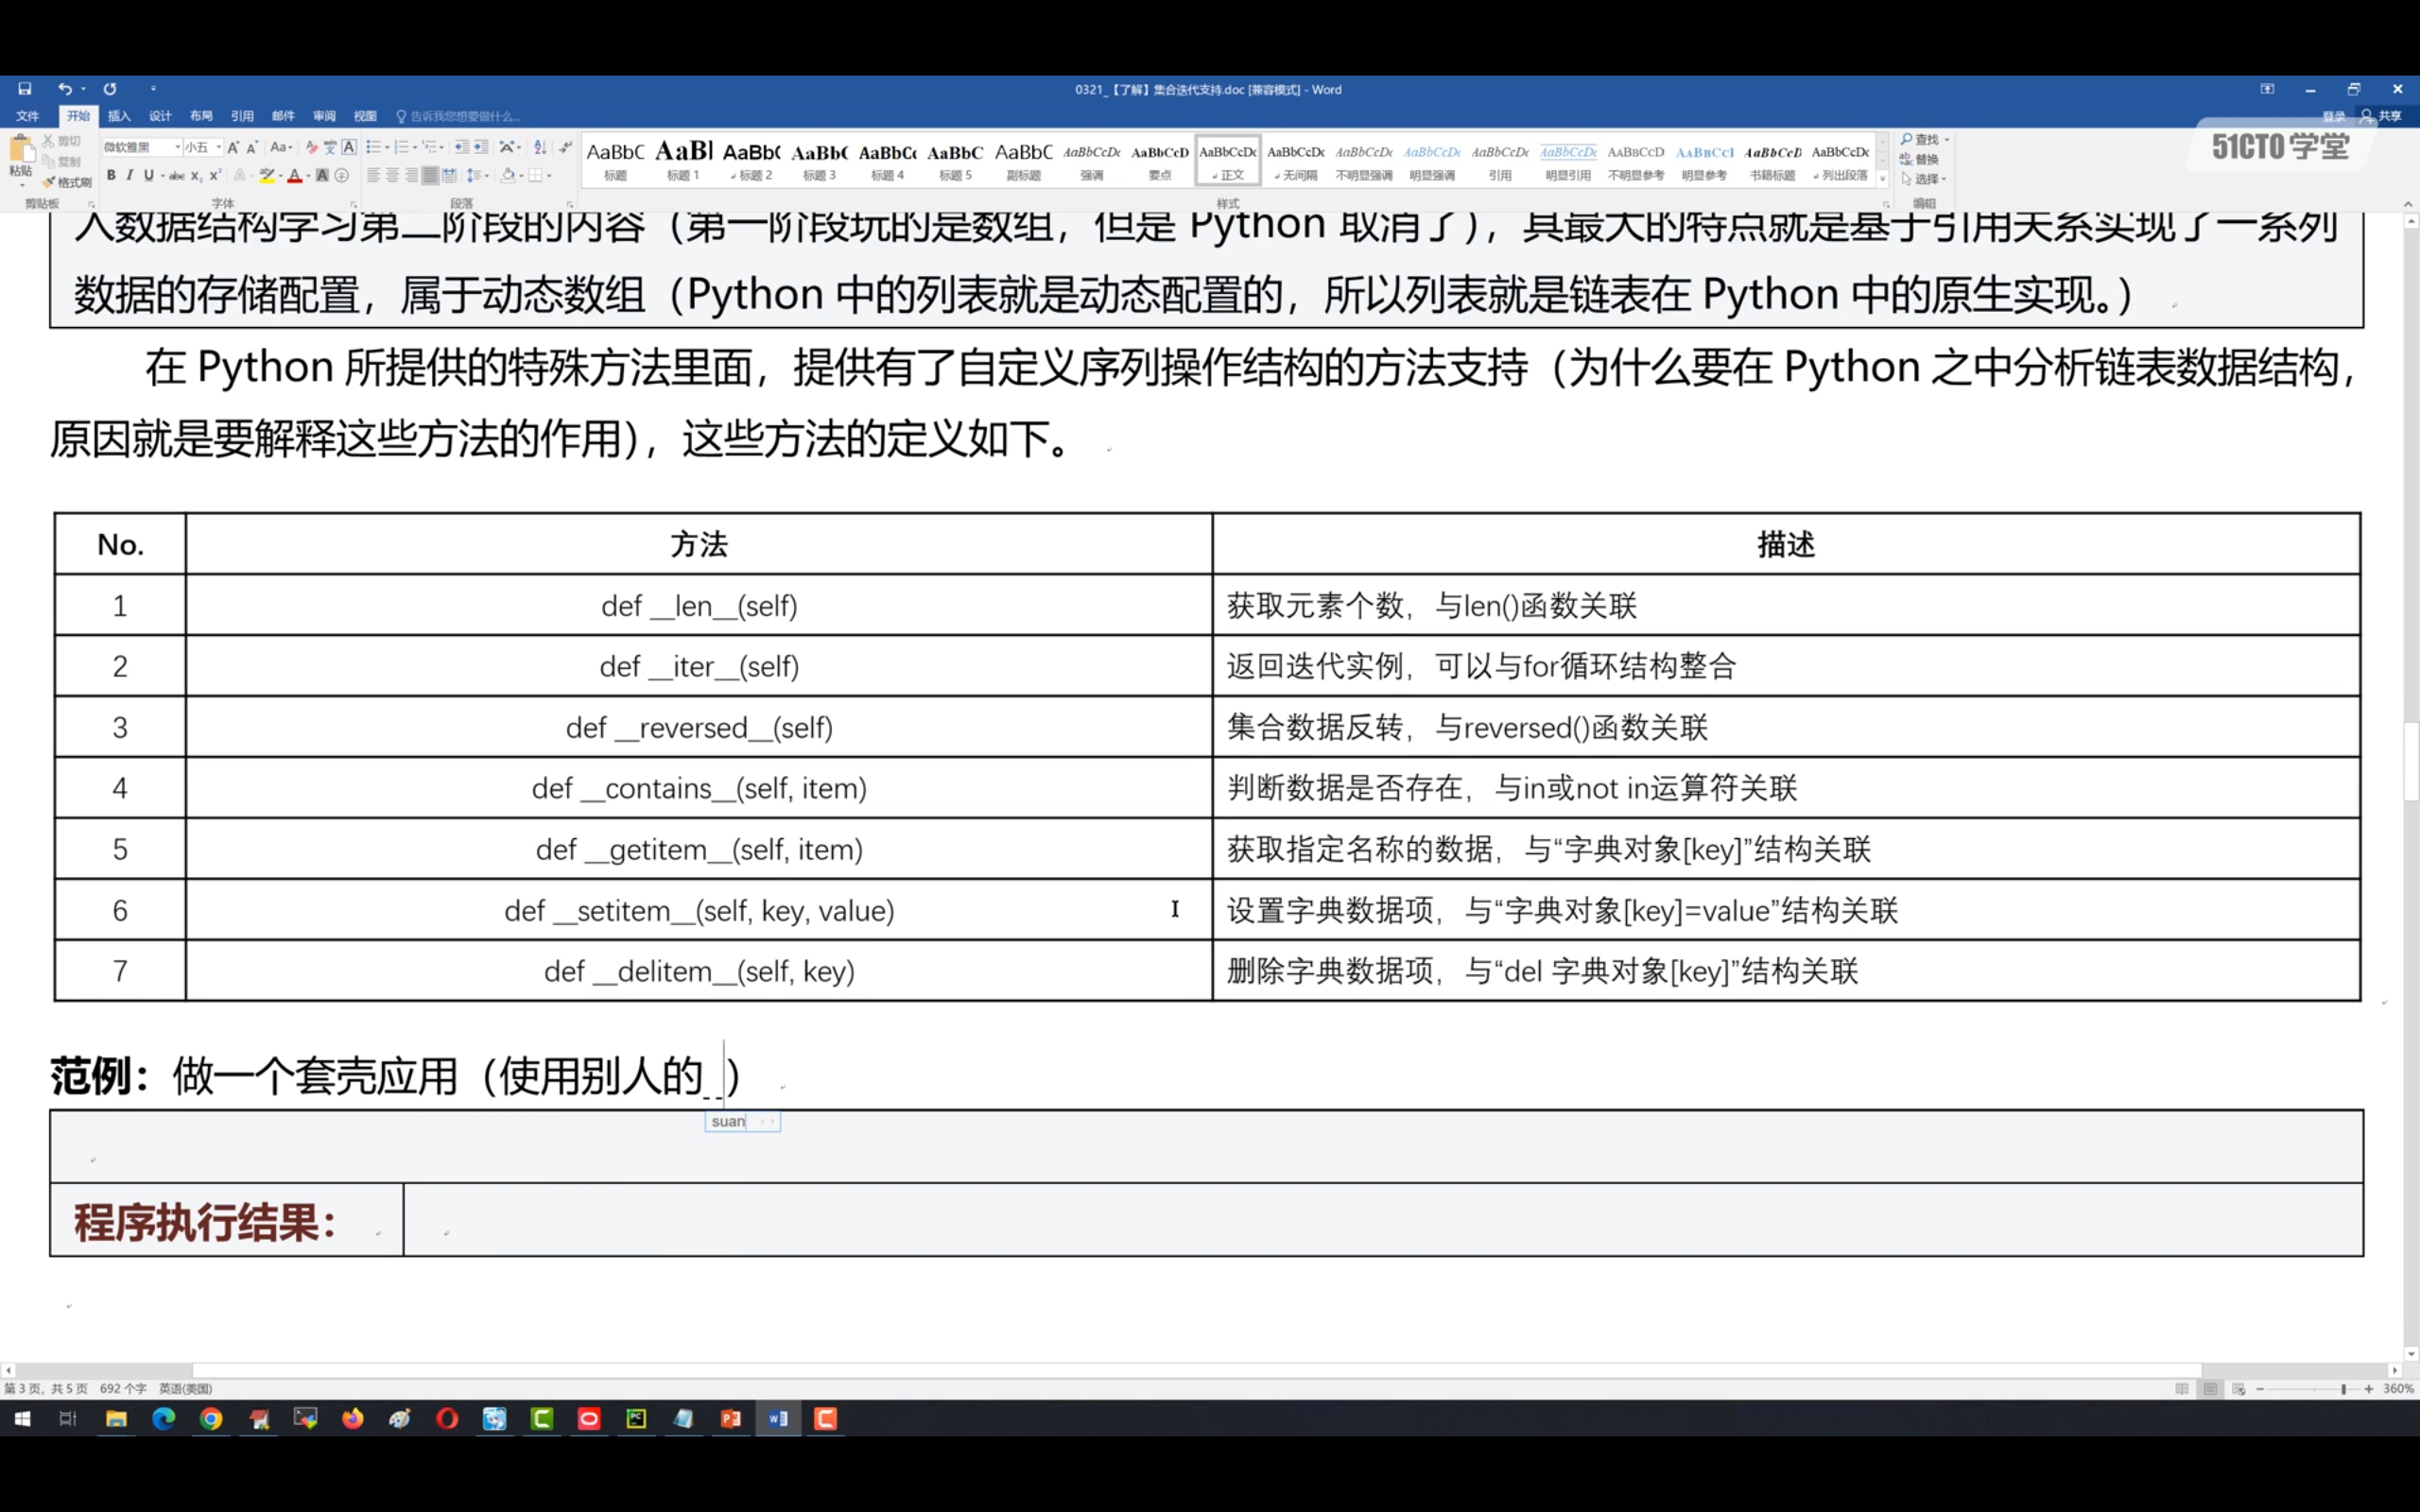 0321_【了解】集合迭代支持.doc [兼容模式] - Word
文件 开始 插入 设计 布局 引用 邮件 审阅 视图 告诉我您想要做什么... 登录 共享
51CTO学堂
粘贴 剪切 复制 格式刷 剪贴板
微软雅黑 小五 字体
段落
AaBbC AaBl AaBb( AaBb( AaBb( AaBbC AaBbC AaBbCcD( AaBbCcD AaBbCcD( AaBbCcD( AaBbCcD( AaBbCcD( AaBbCcD( AaBbCcD( AaBbCcD AaBbCcI AaBbCcI AaBbCcD(
标题 标题 1 标题 2 标题 3 标题 4 标题 5 副标题 强调 要点 正文 无间隔 不明显强调 明显强调 引用 明显引用 不明显参考 明显参考 书籍标题 列出段落
样式
查找 替换 选择 编辑
入数据结构学习第二阶段的内容（第一阶段玩的是数组，但是 Python 取消了），其最大的特点就是基于引用关系实现了一系列
数据的存储配置，属于动态数组（Python 中的列表就是动态配置的，所以列表就是链表在 Python 中的原生实现。）
在 Python 所提供的特殊方法里面，提供有了自定义序列操作结构的方法支持（为什么要在 Python 之中分析链表数据结构，
原因就是要解释这些方法的作用），这些方法的定义如下。
No. 方法 描述
1 def __len__(self) 获取元素个数，与len()函数关联
2 def __iter__(self) 返回迭代实例，可以与for循环结构整合
3 def __reversed__(self) 集合数据反转，与reversed()函数关联
4 def __contains__(self, item) 判断数据是否存在，与in或not in运算符关联
5 def __getitem__(self, item) 获取指定名称的数据，与“字典对象[key]”结构关联
6 def __setitem__(self, key, value) 设置字典数据项，与“字典对象[key]=value”结构关联
7 def __delitem__(self, key) 删除字典数据项，与“del 字典对象[key]”结构关联
范例：做一个套壳应用（使用别人的 ）
suan
程序执行结果：
第 3 页，共 5 页 692 个字 英语(美国) 360%